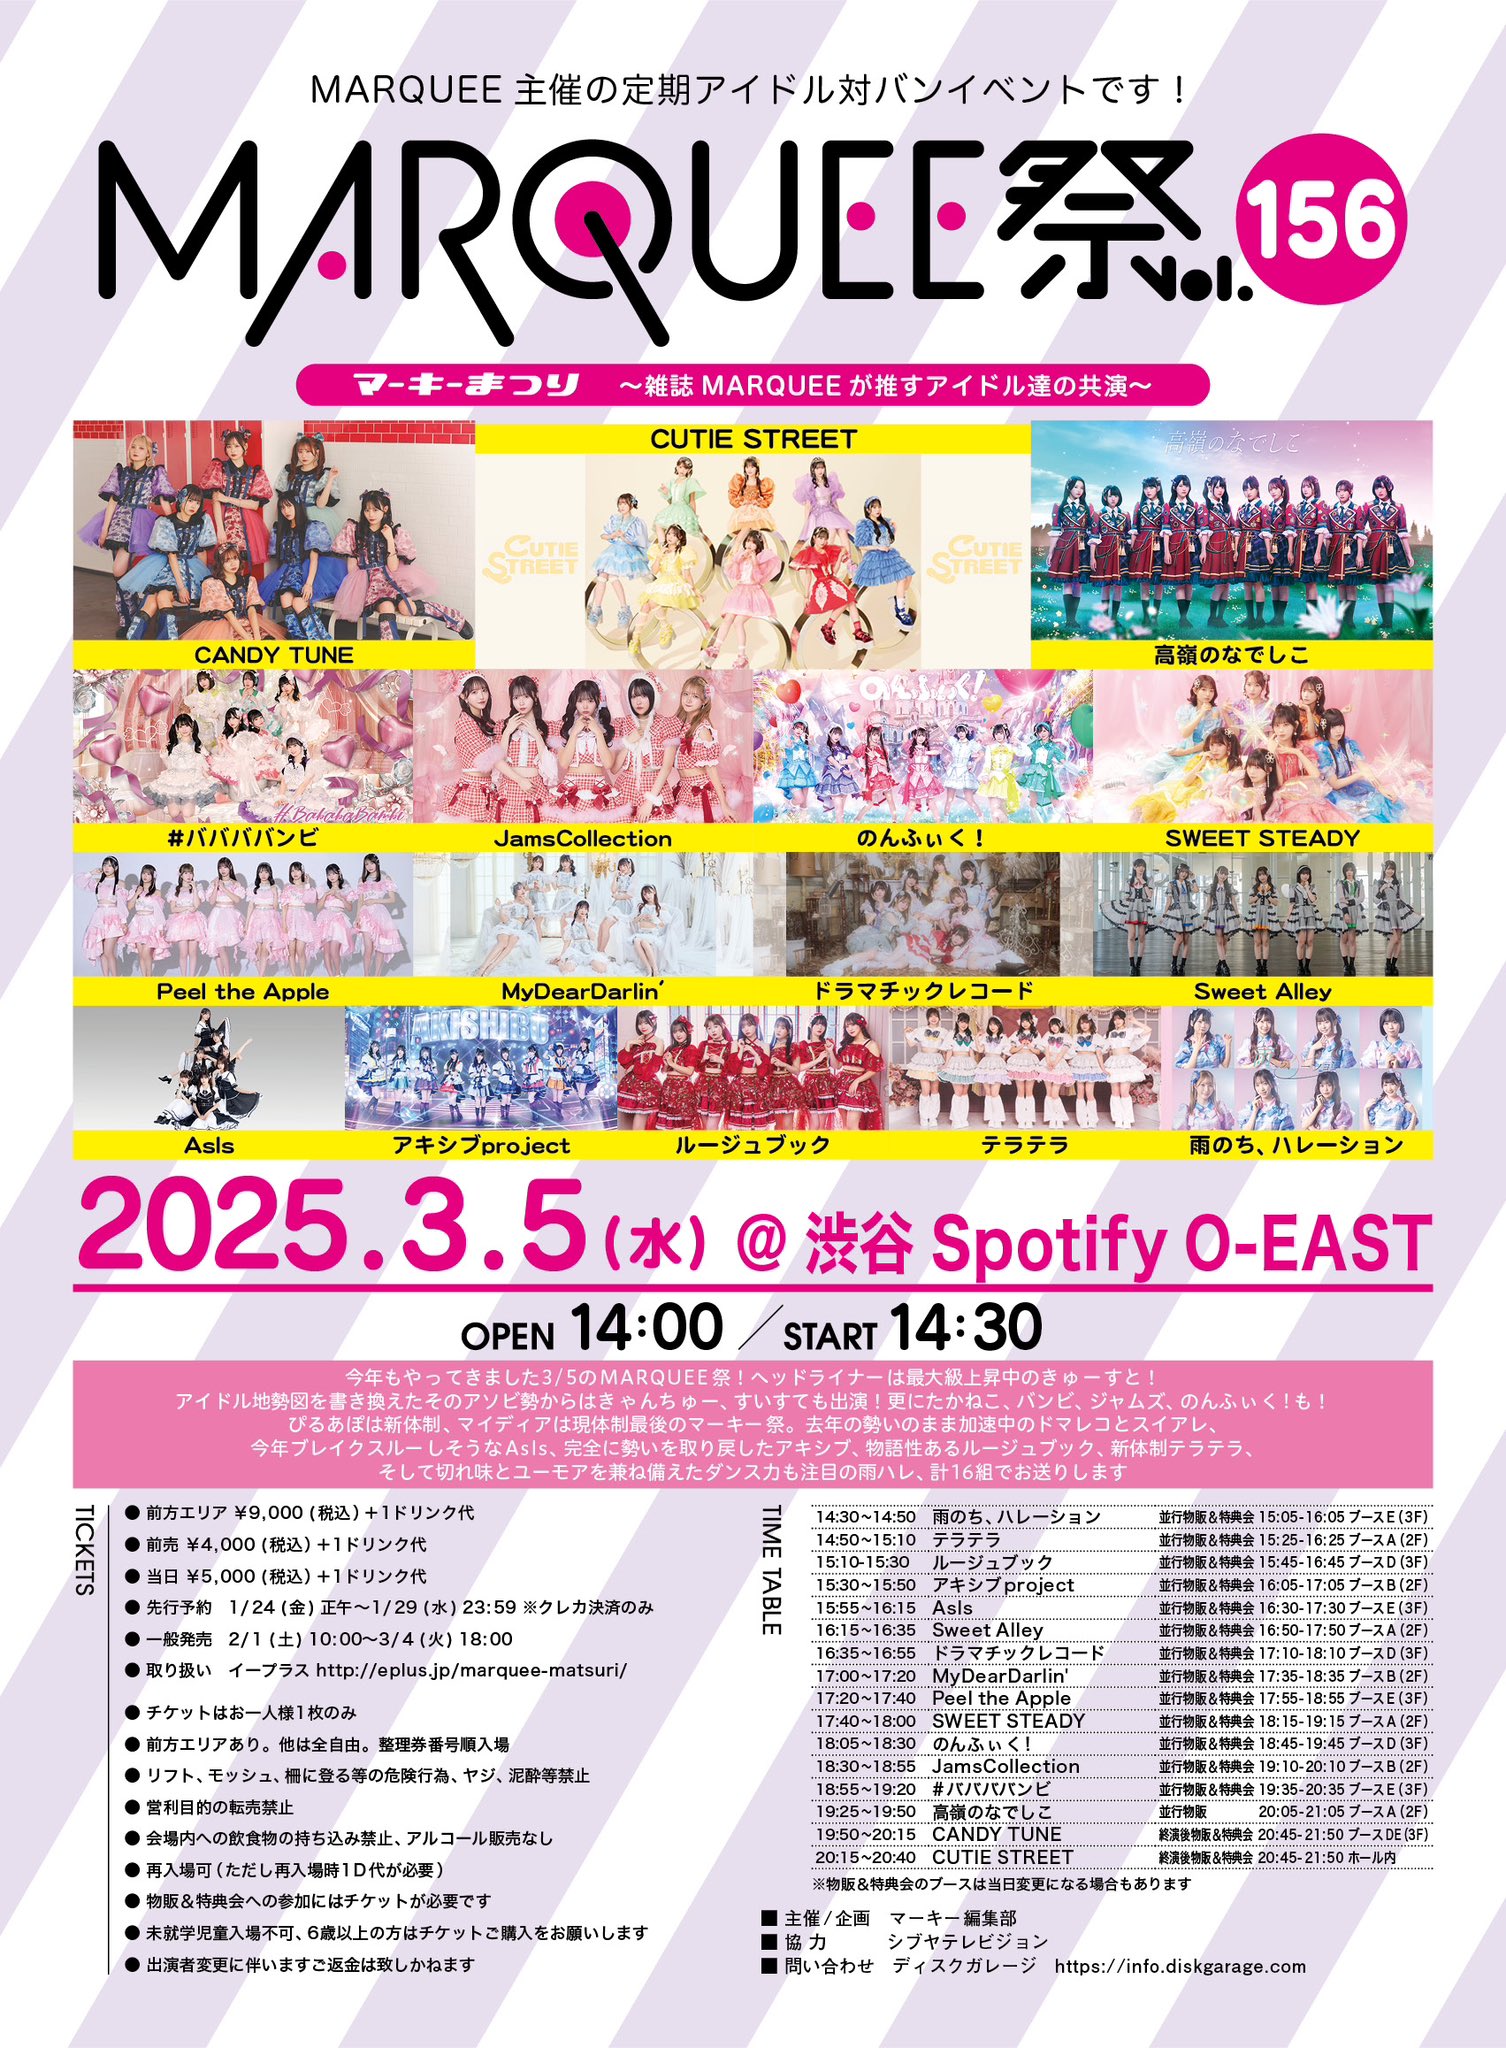 MARQUEE 主催の定期アイドル対バンイベントです！
MARQUEE祭 Vol. 156
マーキーまつり ～雑誌 MARQUEE が推すアイドル達の共演～
CUTIE STREET
高嶺のなでしこ
CUTIE STREET
CUTIE STREET
CANDY TUNE
高嶺のなでしこ
のんふぃく！
#BabababamBi
#ババババンビ
JamsCollection
のんふぃく！
SWEET STEADY
Peel the Apple
MyDearDarlin'
ドラマチックレコード
Sweet Alley
AKISHIBU
AsIs
アキシブproject
ルージュブック
テラテラ
雨のち、ハレーション
2025.3.5(水) @ 渋谷 Spotify O-EAST
OPEN 14:00 ／ START 14:30
今年もやってきました3/5のMARQUEE祭！ヘッドライナーは最大級上昇中のきゅーすと！
アイドル地勢図を書き換えたそのアソビ勢からはきゃんちゅー、すいすても出演！更にたかねこ、バンビ、ジャムズ、のんふぃく！も！
ぴるあぽは新体制、マイディアは現体制最後のマーキー祭。去年の勢いのまま加速中のドマレコとスイアレ、
今年ブレイクスルーしそうなAsIs、完全に勢いを取り戻したアキシブ、物語性あるルージュブック、新体制テラテラ、
そして切れ味とユーモアを兼ね備えたダンス力も注目の雨ハレ、計16組でお送りします
TICKETS
● 前方エリア ￥9,000 (税込) ＋1ドリンク代
● 前売 ￥4,000 (税込) ＋1ドリンク代
● 当日 ￥5,000 (税込) ＋1ドリンク代
● 先行予約 1/24 (金) 正午～1/29 (水) 23:59 ※クレカ決済のみ
● 一般発売 2/1 (土) 10:00～3/4 (火) 18:00
● 取り扱い イープラス http://eplus.jp/marquee-matsuri/
● チケットはお一人様1枚のみ
● 前方エリアあり。他は全自由。整理券番号順入場
● リフト、モッシュ、柵に登る等の危険行為、ヤジ、泥酔等禁止
● 営利目的の転売禁止
● 会場内への飲食物の持ち込み禁止、アルコール販売なし
● 再入場可(ただし再入場時1D代が必要)
● 物販＆特典会への参加にはチケットが必要です
● 未就学児童入場不可、6歳以上の方はチケットご購入をお願いします
● 出演者変更に伴いますご返金は致しかねます
TIME TABLE
14:30～14:50 雨のち、ハレーション 並行物販＆特典会 15:05-16:05 ブースE(3F)
14:50～15:10 テラテラ 並行物販＆特典会 15:25-16:25 ブースA(2F)
15:10-15:30 ルージュブック 並行物販＆特典会 15:45-16:45 ブースD(3F)
15:30～15:50 アキシブproject 並行物販＆特典会 16:05-17:05 ブースB(2F)
15:55～16:15 AsIs 並行物販＆特典会 16:30-17:30 ブースE(3F)
16:15～16:35 Sweet Alley 並行物販＆特典会 16:50-17:50 ブースA(2F)
16:35～16:55 ドラマチックレコード 並行物販＆特典会 17:10-18:10 ブースD(3F)
17:00～17:20 MyDearDarlin' 並行物販＆特典会 17:35-18:35 ブースB(2F)
17:20～17:40 Peel the Apple 並行物販＆特典会 17:55-18:55 ブースE(3F)
17:40～18:00 SWEET STEADY 並行物販＆特典会 18:15-19:15 ブースA(2F)
18:05～18:30 のんふぃく！ 並行物販＆特典会 18:45-19:45 ブースD(3F)
18:30～18:55 JamsCollection 並行物販＆特典会 19:10-20:10 ブースB(2F)
18:55～19:20 #ババババンビ 並行物販＆特典会 19:35-20:35 ブースE(3F)
19:25～19:50 高嶺のなでしこ 並行物販 20:05-21:05 ブースA(2F)
19:50～20:15 CANDY TUNE 終演後物販＆特典会 20:45-21:50 ブースDE(3F)
20:15～20:40 CUTIE STREET 終演後物販＆特典会 20:45-21:50 ホール内
※物販＆特典会のブースは当日変更になる場合もあります
■ 主催/企画 マーキー編集部
■ 協力 シブヤテレビジョン
■ 問い合わせ ディスクガレージ https://info.diskgarage.com